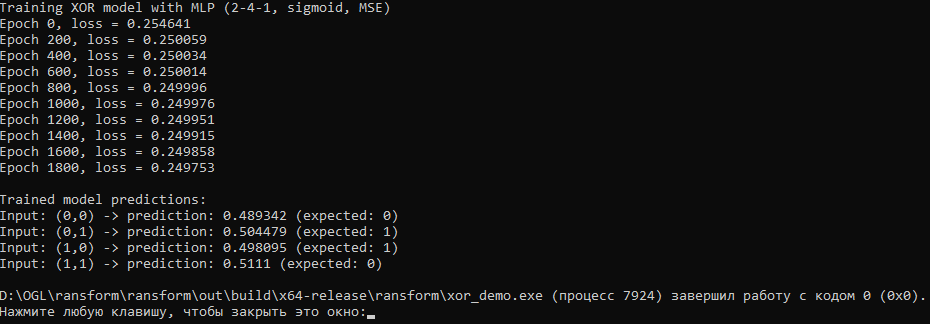 Training XOR model with MLP (2-4-1, sigmoid, MSE)
Epoch 0, loss = 0.254641
Epoch 200, loss = 0.250059
Epoch 400, loss = 0.250034
Epoch 600, loss = 0.250014
Epoch 800, loss = 0.249996
Epoch 1000, loss = 0.249976
Epoch 1200, loss = 0.249951
Epoch 1400, loss = 0.249915
Epoch 1600, loss = 0.249858
Epoch 1800, loss = 0.249753
Trained model predictions:
Input: (0,0) -> prediction: 0.489342 (expected: 0)
Input: (0,1) -> prediction: 0.504479 (expected: 1)
Input: (1,0) -> prediction: 0.498095 (expected: 1)
Input: (1,1) -> prediction: 0.5111 (expected: 0)
D:\OGL\ransform\ransform\out\build\x64-release\ransform\xor_demo.exe (процесс 7924) завершил работу с кодом 0 (0x0).
Нажмите любую клавишу, чтобы закрыть это окно: